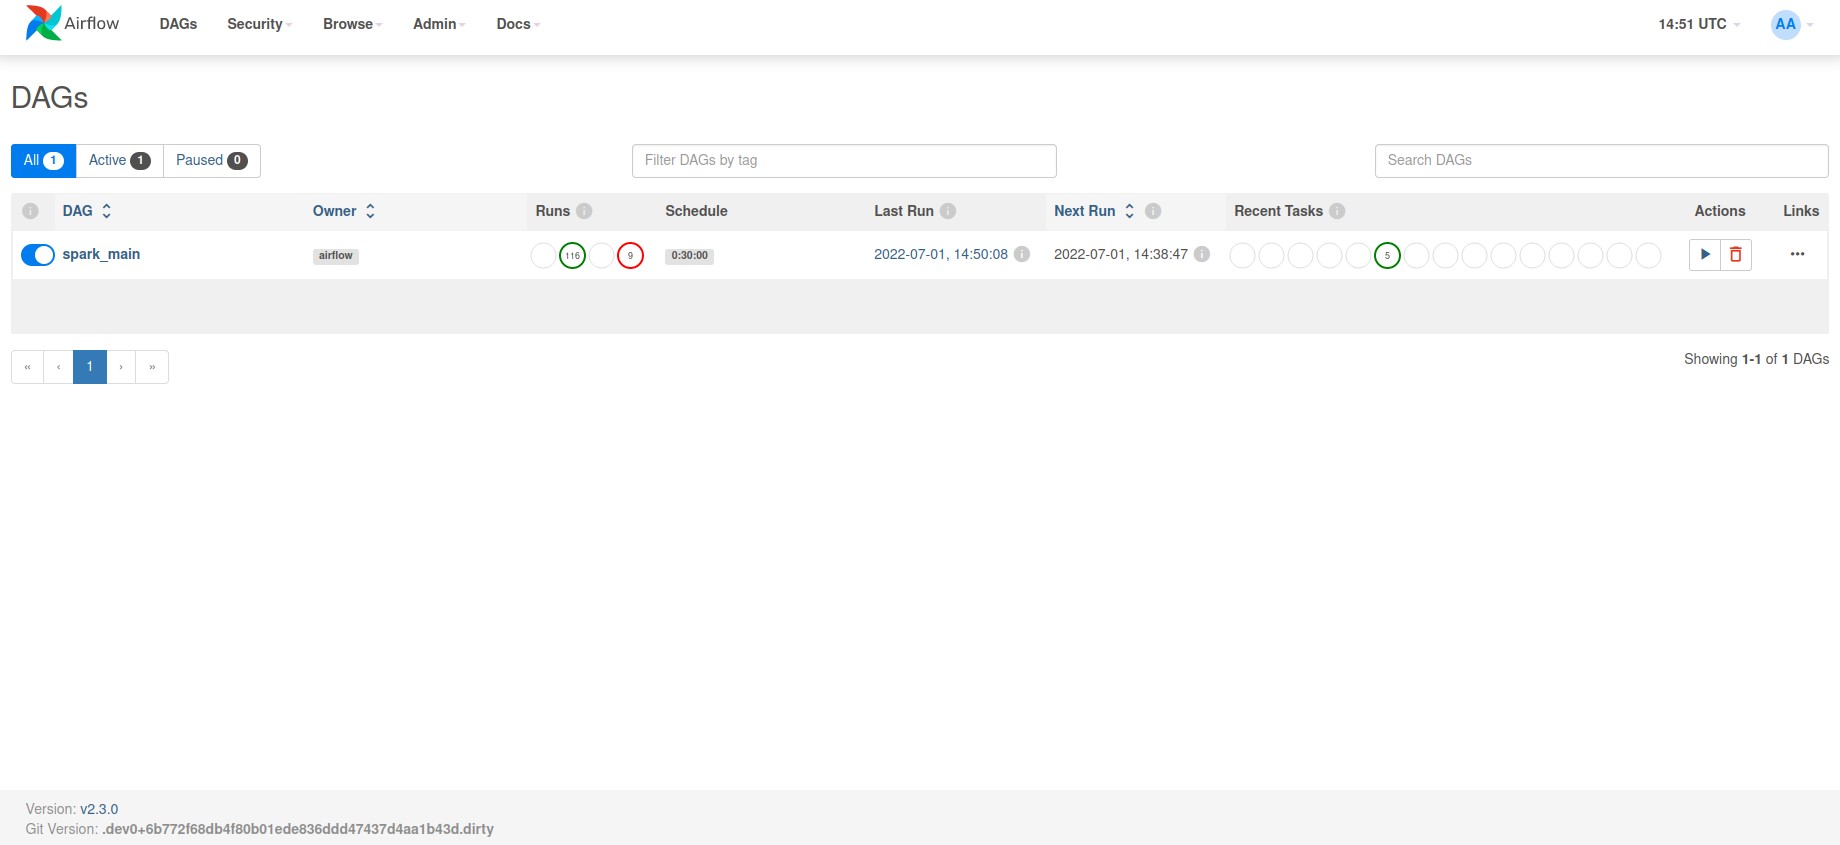 Airflow DAGs Security Browse Admin Docs 14:51 UTC AA
DAGs
All 1 Active 1 Paused 0 Filter DAGs by tag Search DAGs
i DAG Owner Runs i Schedule Last Run i Next Run i Recent Tasks i Actions Links
spark_main airflow 116 9 0:30:00 2022-07-01, 14:50:08 i 2022-07-01, 14:38:47 i 5 ···
« ‹ 1 › » Showing 1-1 of 1 DAGs
Version: v2.3.0
Git Version: .dev0+6b772f68db4f80b01ede836ddd47437d4aa1b43d.dirty